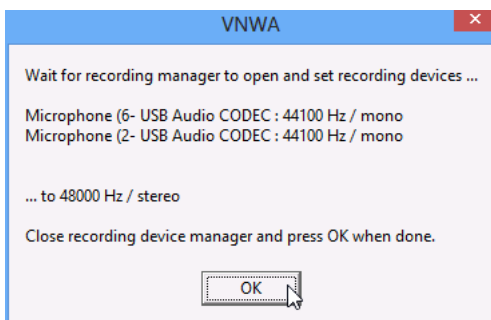 VNWA
Wait for recording manager to open and set recording devices ...
Microphone (6- USB Audio CODEC : 44100 Hz / mono
Microphone (2- USB Audio CODEC : 44100 Hz / mono
... to 48000 Hz / stereo
Close recording device manager and press OK when done.
OK